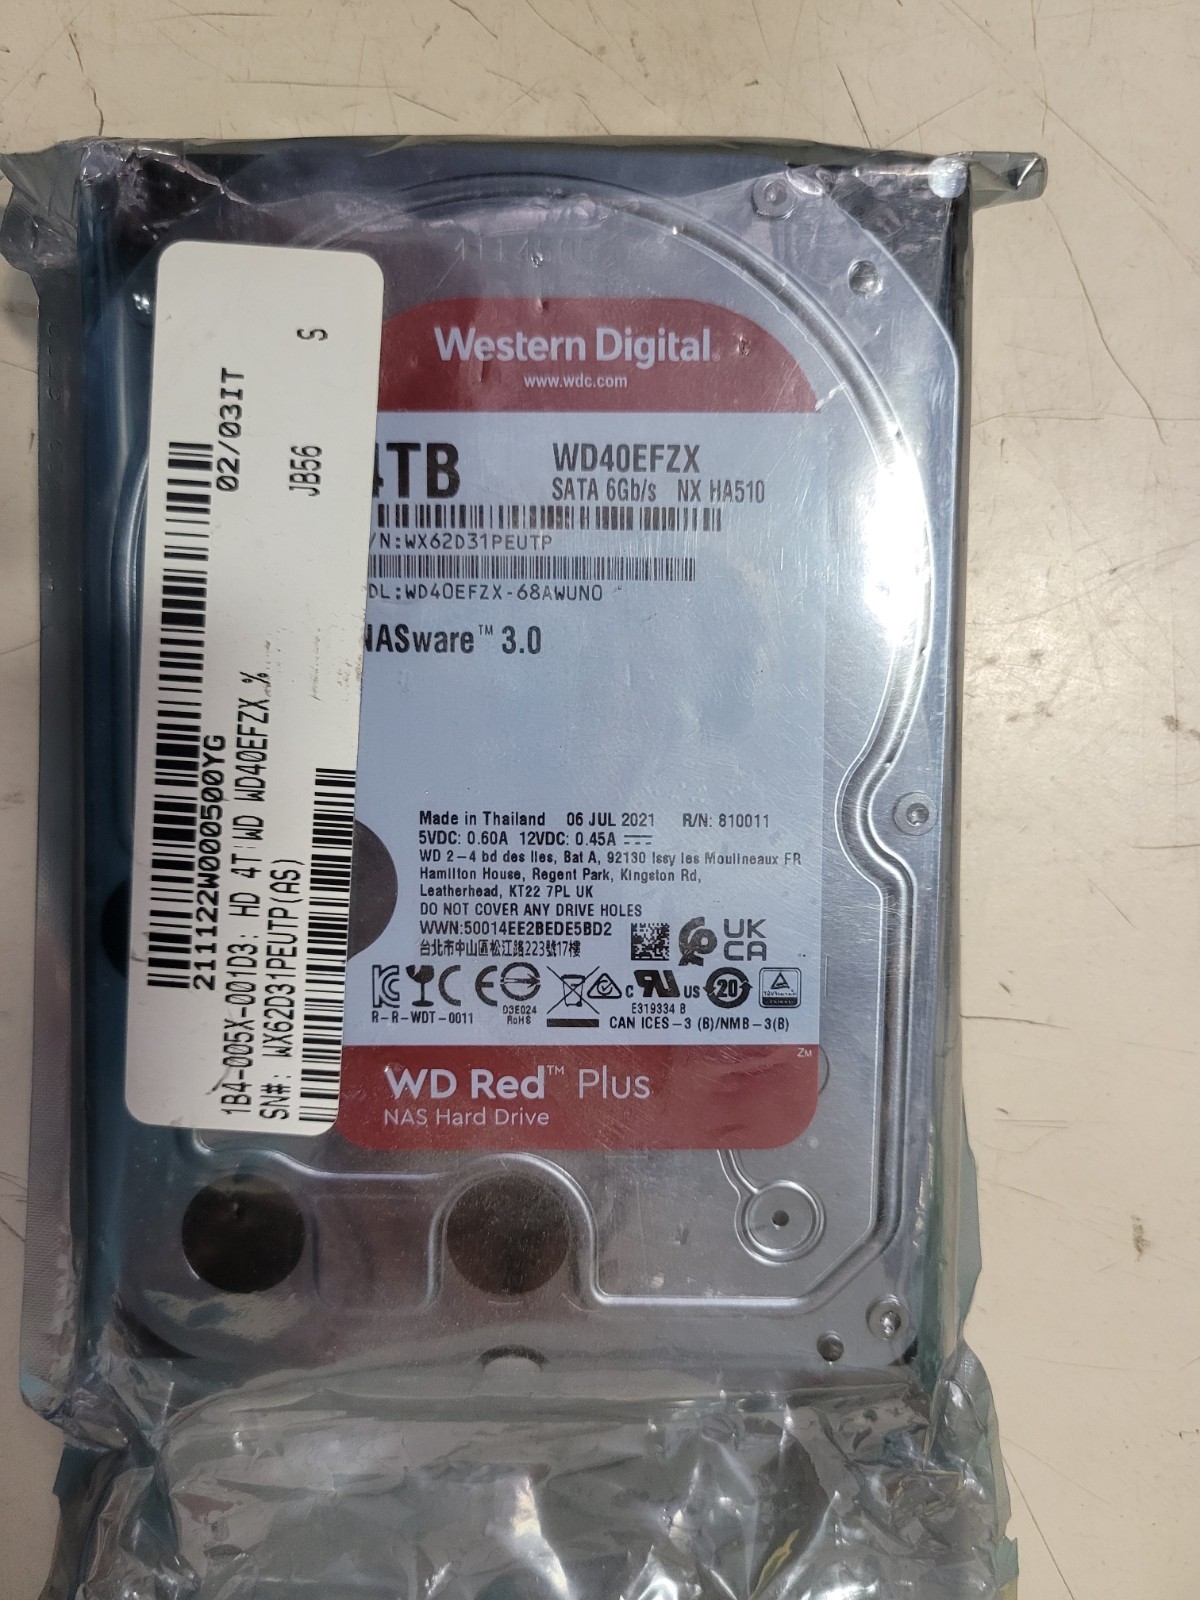 Western Digital
www.wdc.com
4TB
WD40EFZX
SATA 6Gb/s NX HA510
/N:WX62D31PEUTP
DL:WD40EFZX-68AWUN0
NASware™ 3.0
Made in Thailand 06 JUL 2021 R/N: 810011
5VDC: 0.60A 12VDC: 0.45A
WD 2-4 bd des Iles, Bat A, 92130 Issy les Moulineaux FR
Hamilton House, Regent Park, Kingston Rd,
Leatherhead, KT22 7PL UK
DO NOT COVER ANY DRIVE HOLES
WWN:50014EE2BEDE5BD2
UK
CA
台北市中山區松江路223號17樓
CE
c UR US
20
R-R-WDT-0011
D3E024
RoHS
E319334 B
CAN ICES-3 (B)/NMB-3(B)
ZM
WD Red™ Plus
NAS Hard Drive
211122W000500YG
02/03IT
1B4-005X-001D3: HD 4T WD WD40EFZX %
SN#: WX62D31PEUTP(AS)
JB56
S